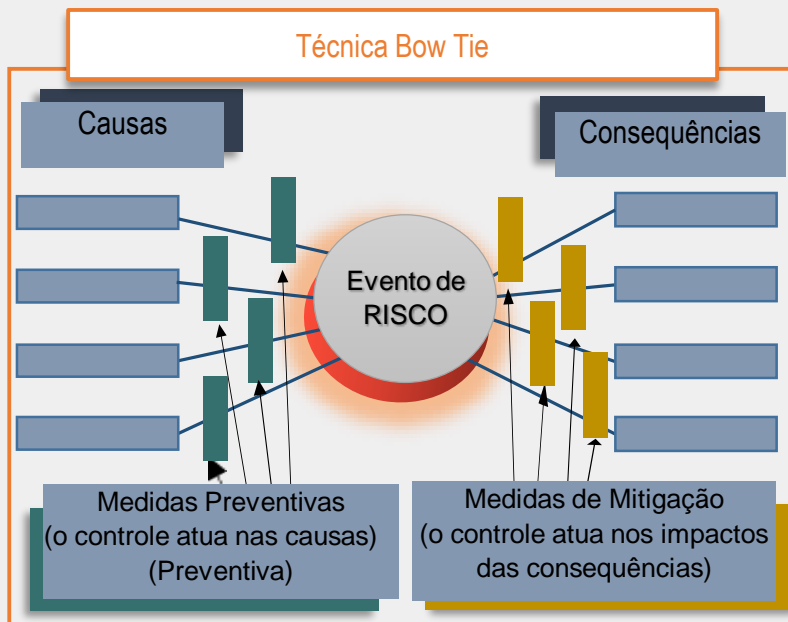 Técnica Bow Tie
Causas
Consequências
Evento de
RISCO
Medidas Preventivas
(o controle atua nas causas)
(Preventiva)
Medidas de Mitigação
(o controle atua nos impactos
das consequências)